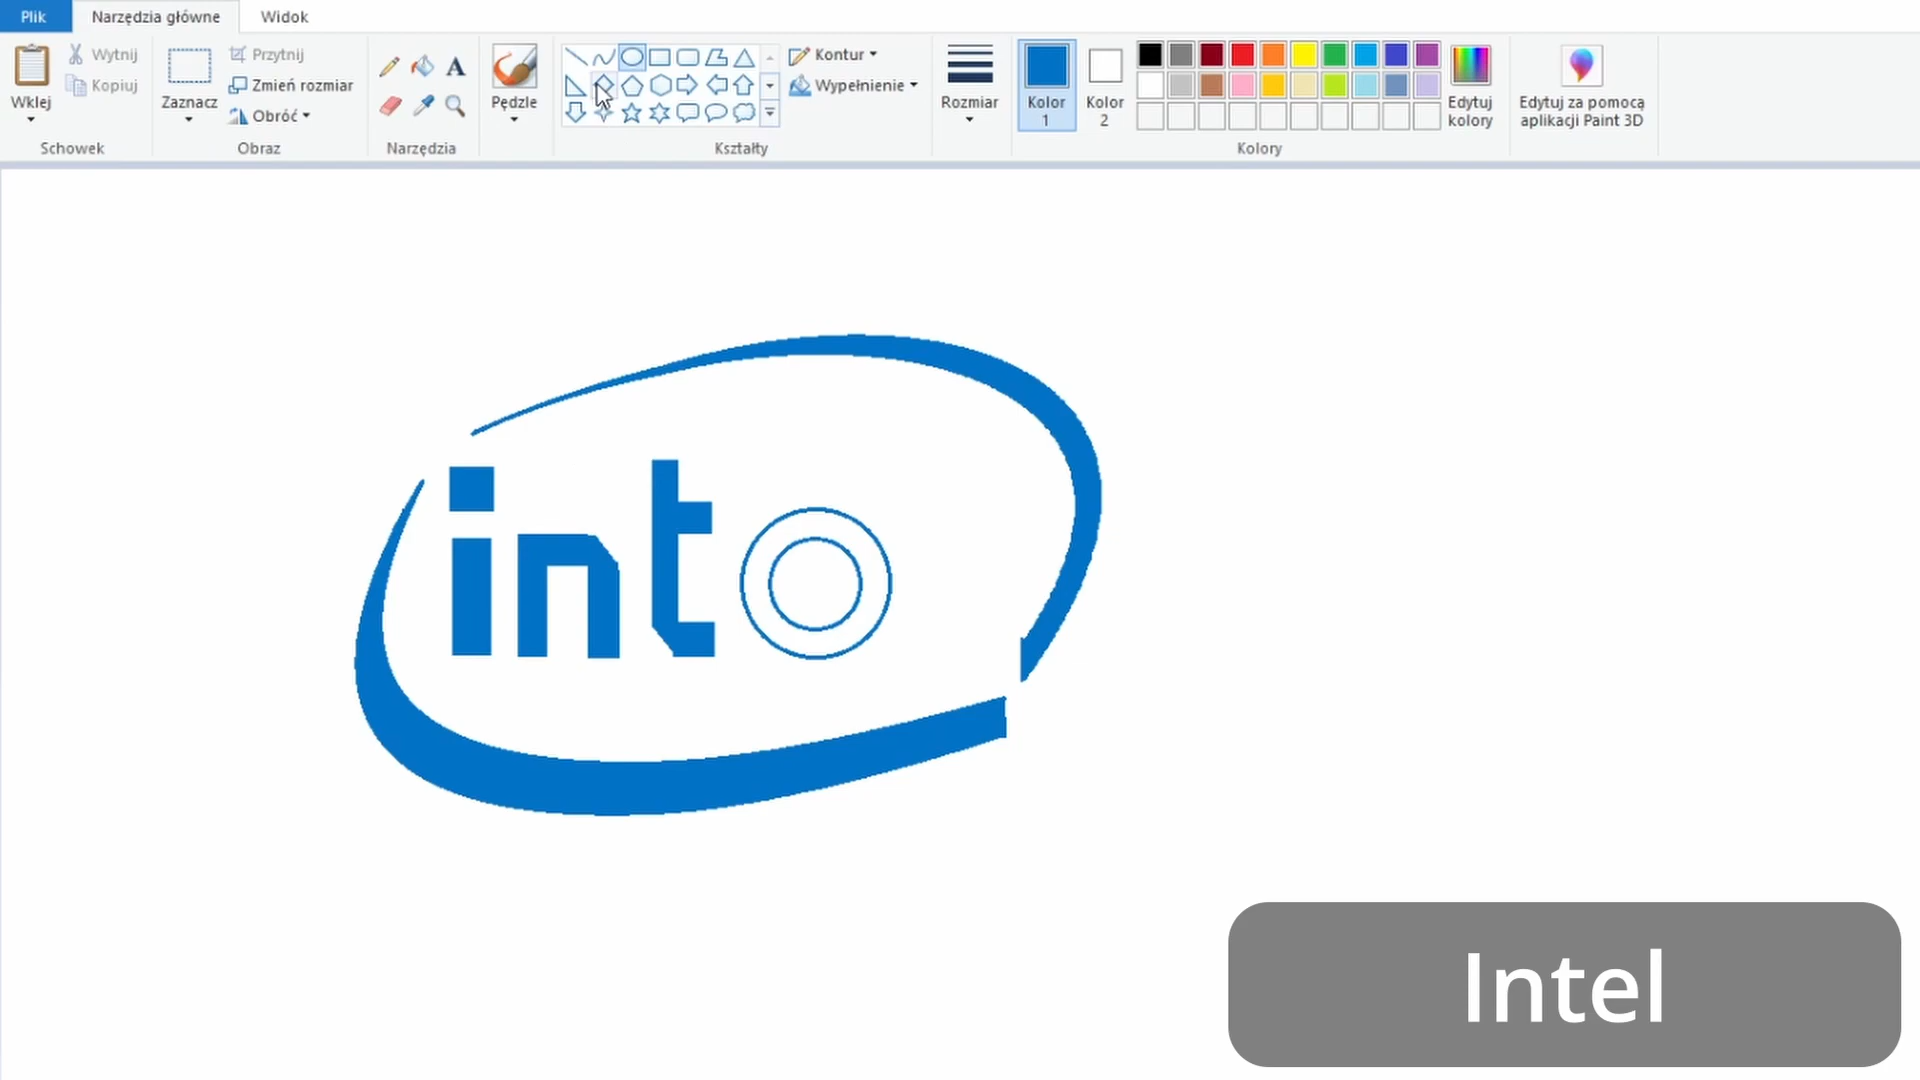 Plik Narzędzia główne Widok
Wklej
Wytnij
Kopiuj
Schowek
Zaznacz
Przytnij
Zmień rozmiar
Obróć
Obraz
A
Narzędzia
Pędzle
Kontur
Wypełnienie
Kształty
Rozmiar
Kolor
1
Kolor
2
Edytuj
kolory
Kolory
Edytuj za pomocą
aplikacji Paint 3D
into
Intel